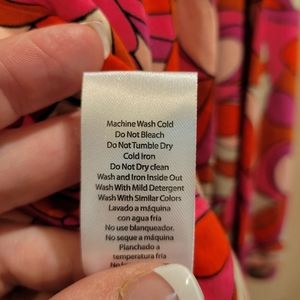 Machine Wash Cold
Do Not Bleach
Do Not Tumble Dry
Cold Iron
Do Not Dry clean
Wash and Iron Inside Out
Wash With Mild Detergent
Wash With Similar Colors
Lavado a máquina
con agua fría
No use blanqueador.
No seque a máquina
Planchado a
temperatura fría